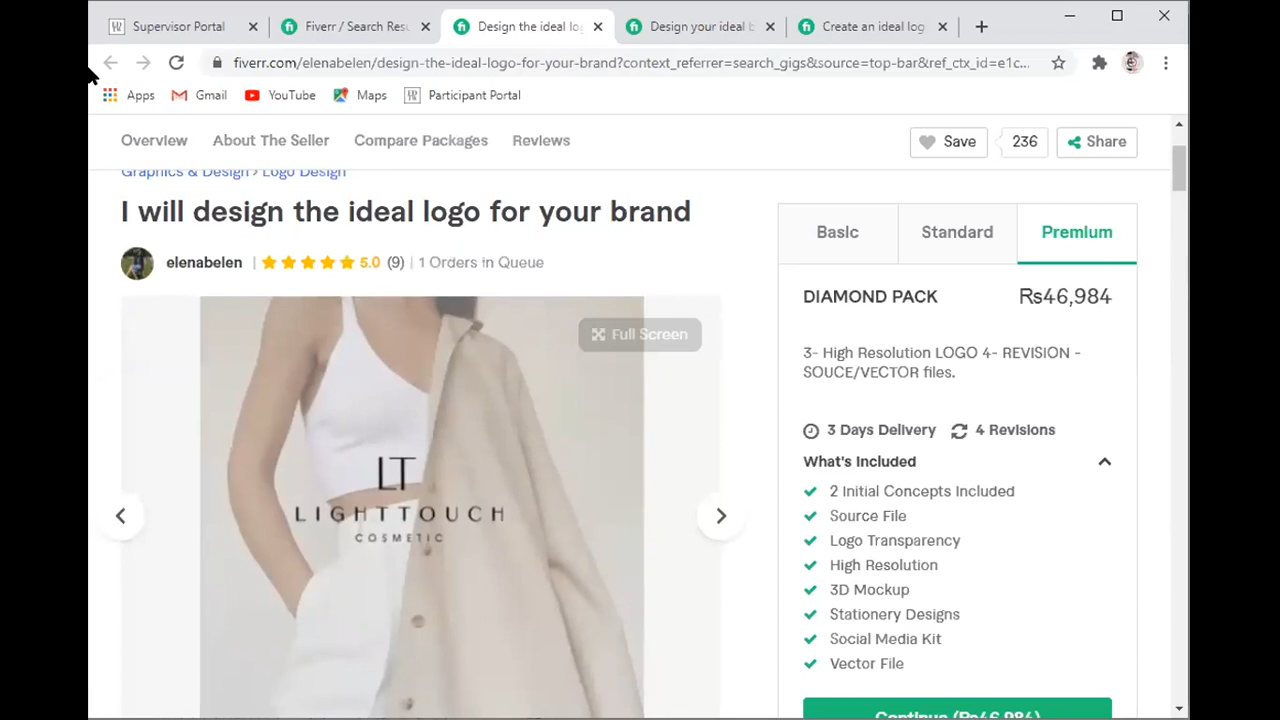 Supervisor Portal
Fiverr / Search Resu
Design the ideal log
Design your ideal b
Create an ideal logo
fiverr.com/elenabelen/design-the-ideal-logo-for-your-brand?context_referrer=search_gigs&source=top-bar&ref_ctx_id=e1c...
Apps Gmail YouTube Maps Participant Portal
Overview About The Seller Compare Packages Reviews
Save 236 Share
Graphics & Design › Logo Design
I will design the ideal logo for your brand
elenabelen | 5.0 (9) | 1 Orders in Queue
Full Screen
LT
LIGHTTOUCH
COSMETIC
Basic Standard Premium
DIAMOND PACK Rs46,984
3- High Resolution LOGO 4- REVISION -
SOUCE/VECTOR files.
3 Days Delivery 4 Revisions
What's Included
2 Initial Concepts Included
Source File
Logo Transparency
High Resolution
3D Mockup
Stationery Designs
Social Media Kit
Vector File
Continue (Rs46,984)